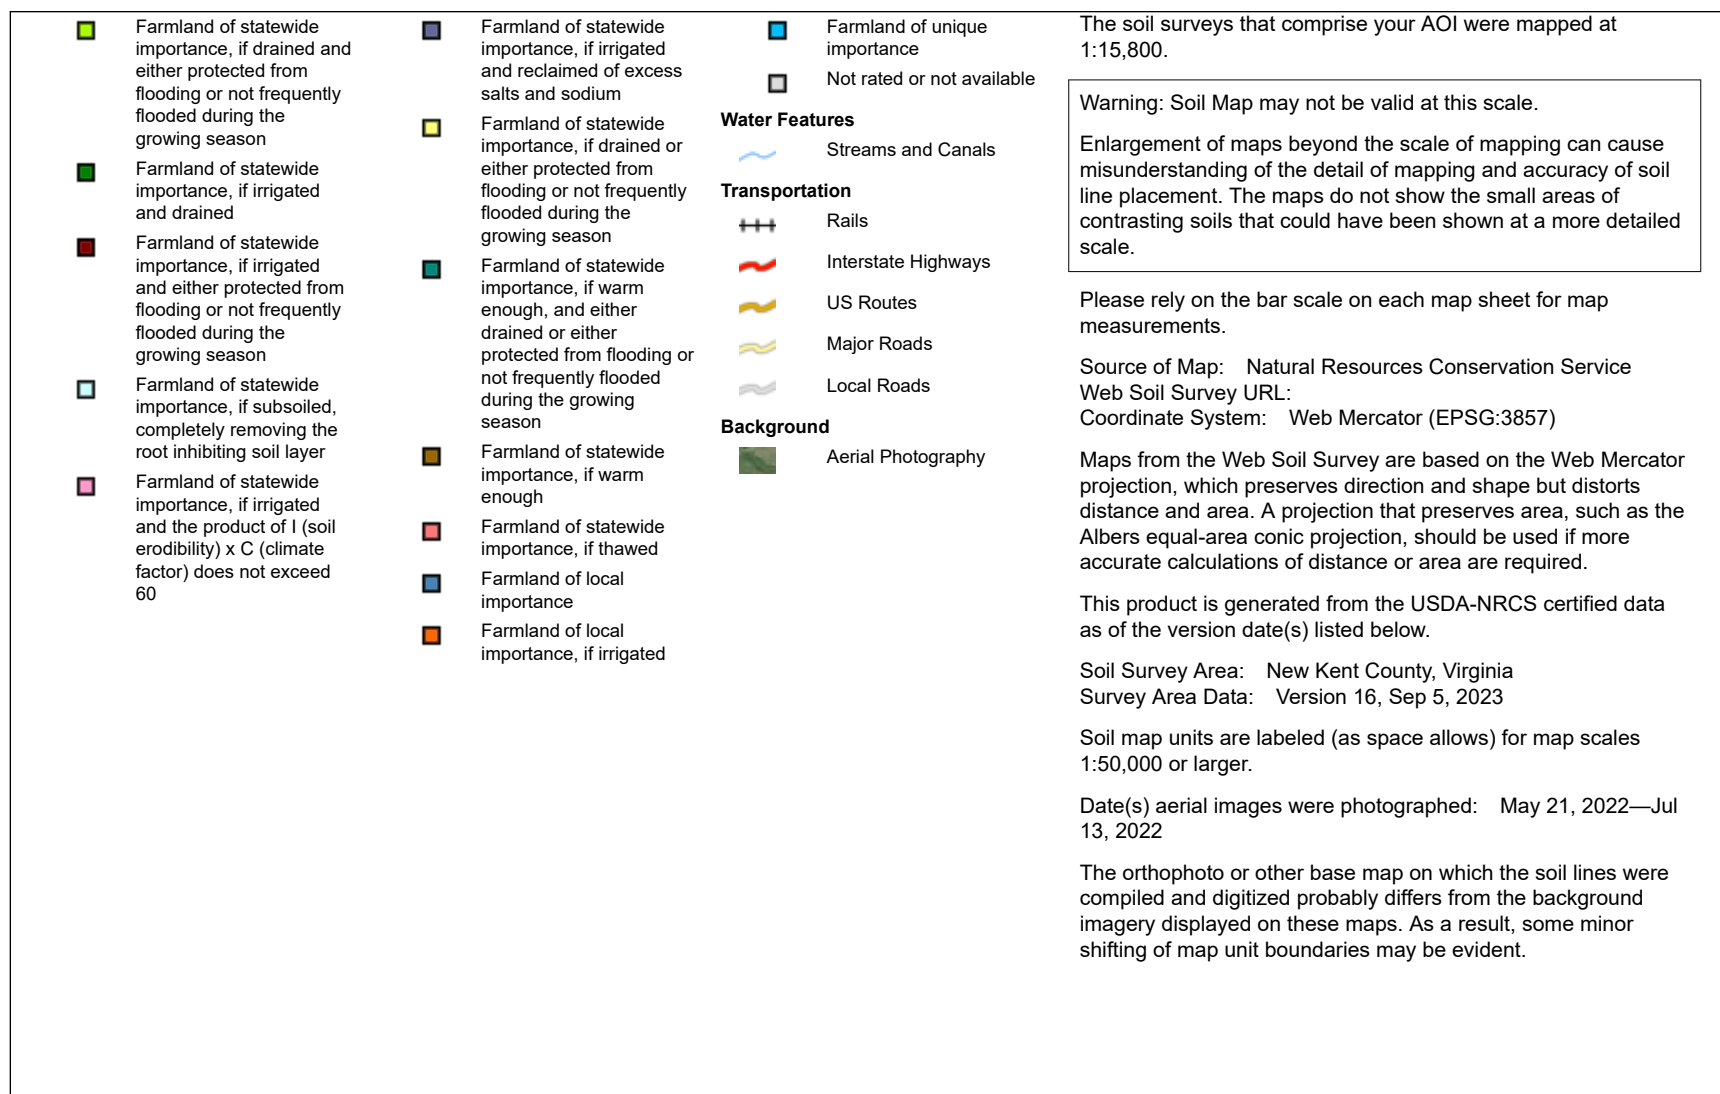 Farmland of statewide
importance, if drained and
either protected from
flooding or not frequently
flooded during the
growing season
Farmland of statewide
importance, if irrigated
and drained
Farmland of statewide
importance, if irrigated
and either protected from
flooding or not frequently
flooded during the
growing season
Farmland of statewide
importance, if subsoiled,
completely removing the
root inhibiting soil layer
Farmland of statewide
importance, if irrigated
and the product of I (soil
erodibility) x C (climate
factor) does not exceed
60
Farmland of statewide
importance, if irrigated
and reclaimed of excess
salts and sodium
Farmland of statewide
importance, if drained or
either protected from
flooding or not frequently
flooded during the
growing season
Farmland of statewide
importance, if warm
enough, and either
drained or either
protected from flooding or
not frequently flooded
during the growing
season
Farmland of statewide
importance, if warm
enough
Farmland of statewide
importance, if thawed
Farmland of local
importance
Farmland of local
importance, if irrigated
Farmland of unique
importance
Not rated or not available
Water Features
Streams and Canals
Transportation
Rails
Interstate Highways
US Routes
Major Roads
Local Roads
Background
Aerial Photography
The soil surveys that comprise your AOI were mapped at
1:15,800.
Warning: Soil Map may not be valid at this scale.
Enlargement of maps beyond the scale of mapping can cause
misunderstanding of the detail of mapping and accuracy of soil
line placement. The maps do not show the small areas of
contrasting soils that could have been shown at a more detailed
scale.
Please rely on the bar scale on each map sheet for map
measurements.
Source of Map: Natural Resources Conservation Service
Web Soil Survey URL:
Coordinate System: Web Mercator (EPSG:3857)
Maps from the Web Soil Survey are based on the Web Mercator
projection, which preserves direction and shape but distorts
distance and area. A projection that preserves area, such as the
Albers equal-area conic projection, should be used if more
accurate calculations of distance or area are required.
This product is generated from the USDA-NRCS certified data
as of the version date(s) listed below.
Soil Survey Area: New Kent County, Virginia
Survey Area Data: Version 16, Sep 5, 2023
Soil map units are labeled (as space allows) for map scales
1:50,000 or larger.
Date(s) aerial images were photographed: May 21, 2022—Jul
13, 2022
The orthophoto or other base map on which the soil lines were
compiled and digitized probably differs from the background
imagery displayed on these maps. As a result, some minor
shifting of map unit boundaries may be evident.